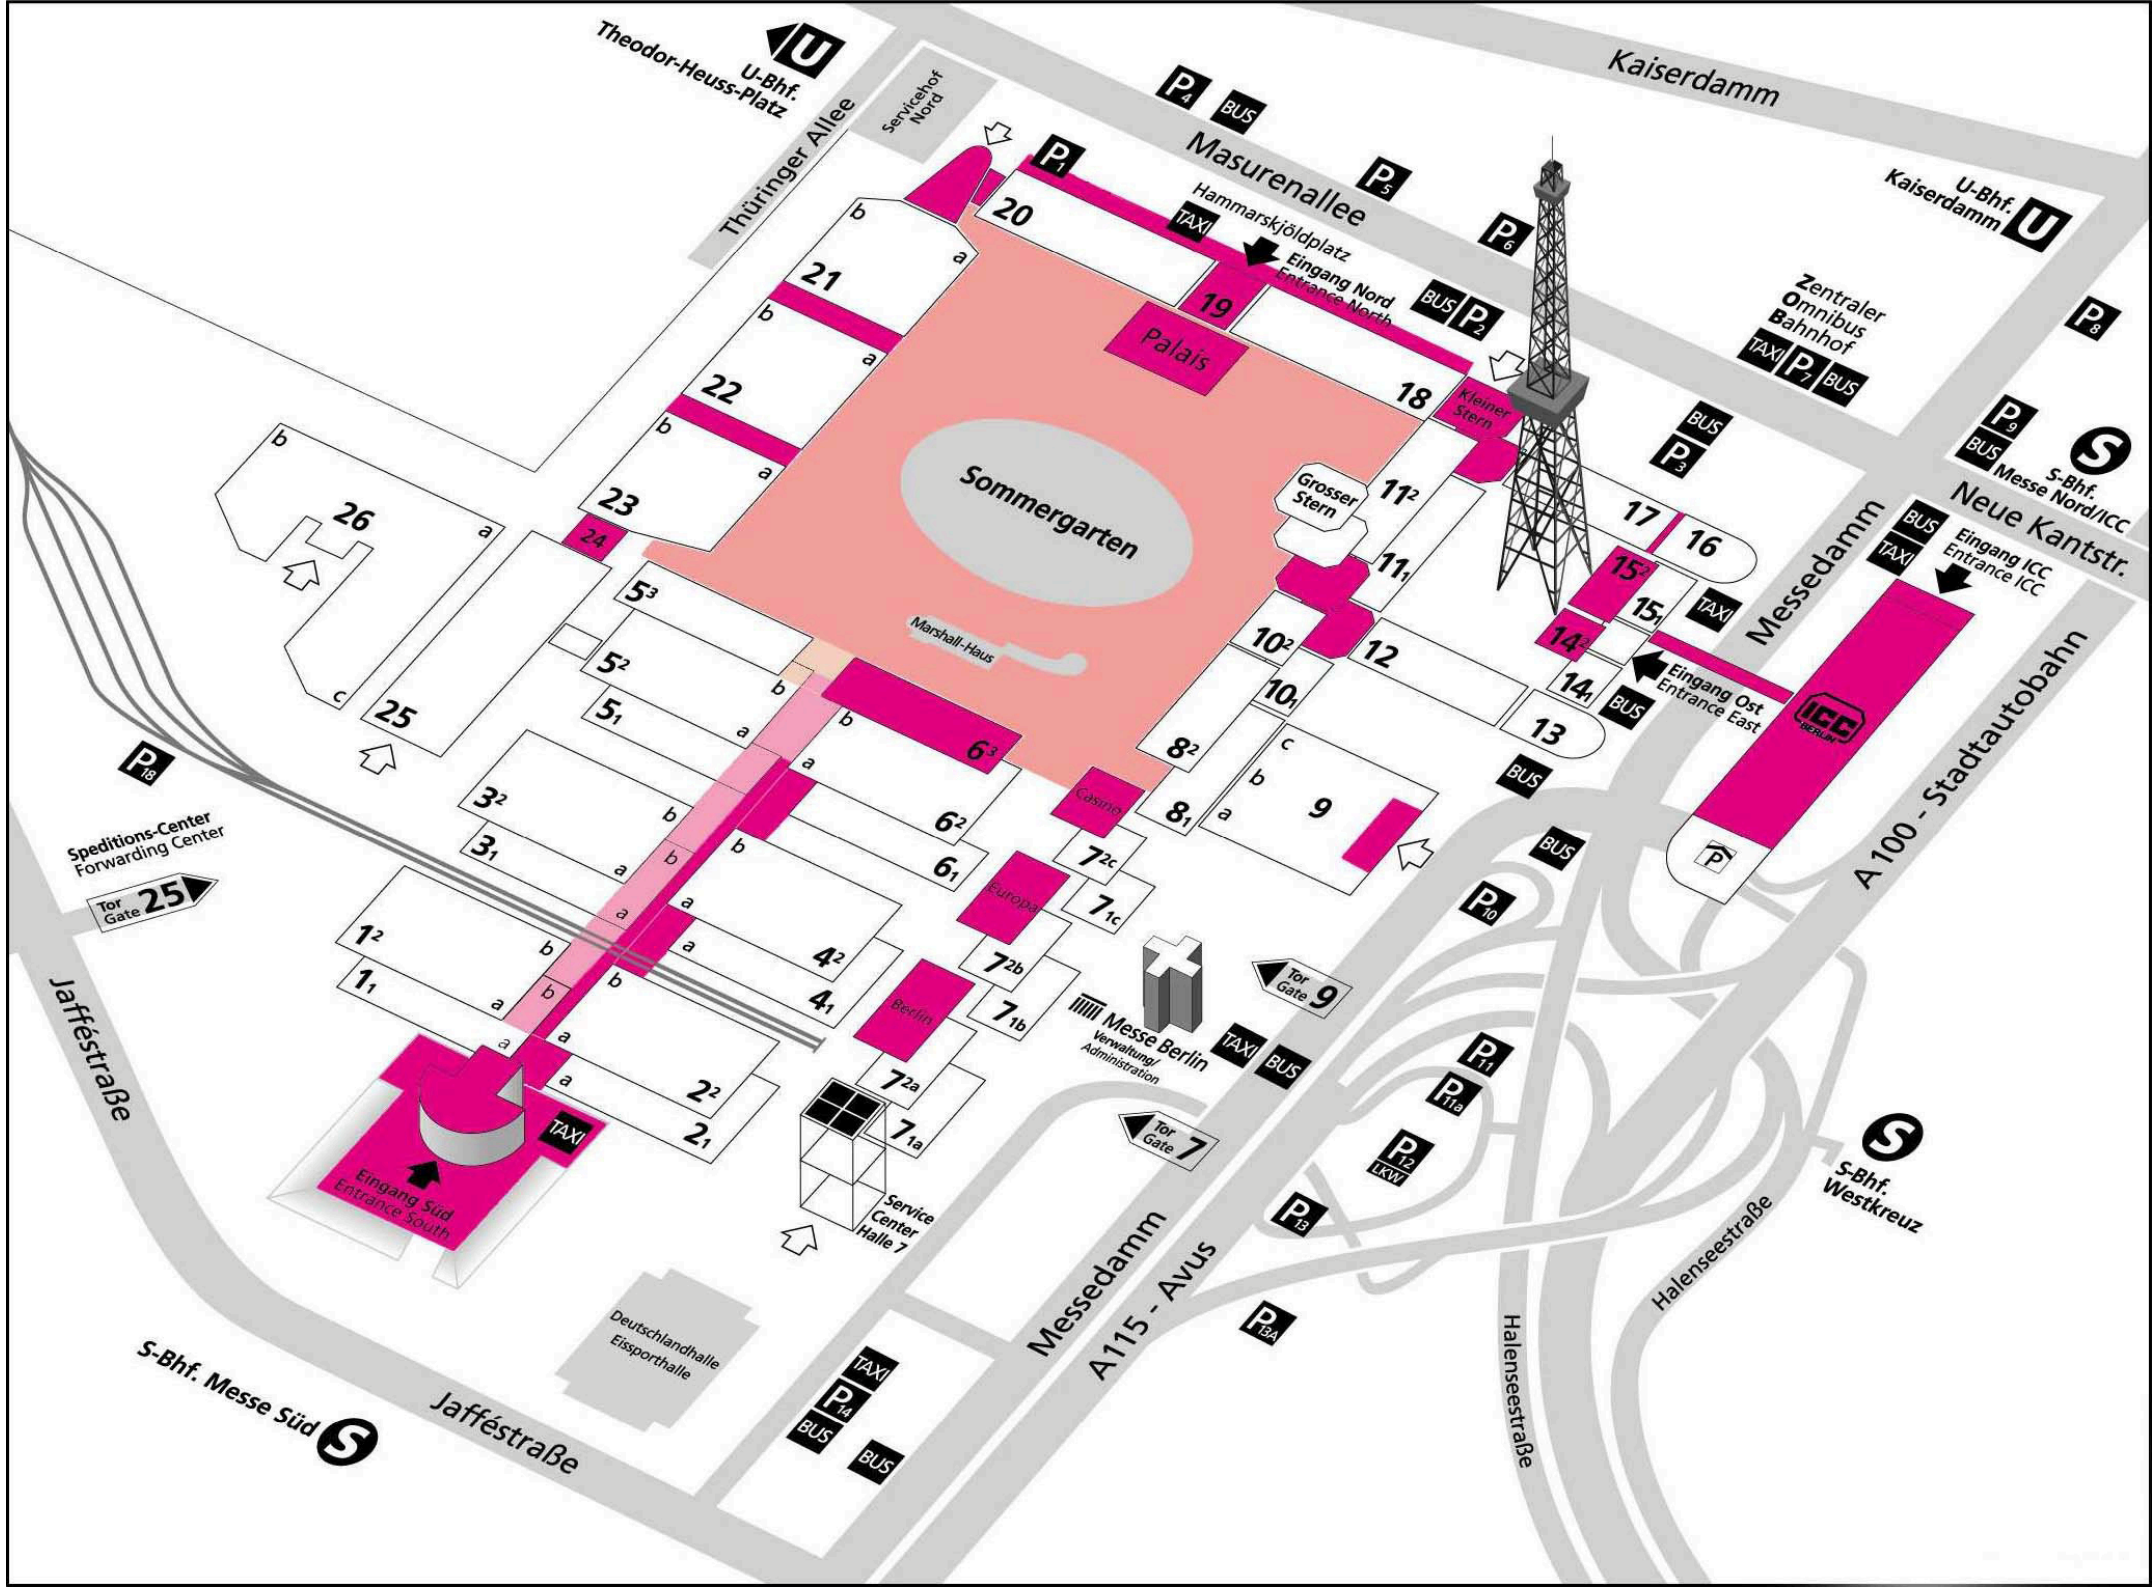 Theodor-Heuss-Platz
U-Bhf.
U
Servicehof
Nord
Thüringer Allee
P4
BUS
Kaiserdamm
Masurenallee
P1
P5
TAXI
Hammarskjöldplatz
Eingang Nord
Entrance North
P6
BUS
P2
U-Bhf.
Kaiserdamm
U
Zentraler
Omnibus
Bahnhof
TAXI
P7
BUS
P8
P9
BUS
S
S-Bhf.
Messe Nord/ICC
Neue Kantstr.
BUS
P3
BUS
TAXI
Eingang ICC
Entrance ICC
Messedamm
b
21
a
20
19
Palais
18
Kleiner
Stern
b
22
a
b
23
a
24
Sommergarten
Marshall-Haus
Grosser
Stern
11²
11₁
17
16
15²
15₁
TAXI
14²
14₁
Eingang Ost
Entrance East
BUS
ICC
BERLIN
P
A 100 - Stadtautobahn
12
13
BUS
10²
10₁
8²
8₁
c
b
a
9
b
26
a
c
25
5³
5²
b
a
5₁
b
6³
a
6²
6₁
Casino
7²c
7₁c
Europa
7²b
7₁b
Berlin
7²a
7₁a
3²
b
a
3₁
b
a
b
a
4²
a
4₁
1²
b
a
1₁
b
a
b
a
2²
a
2₁
P18
Speditions-Center
Forwarding Center
Tor
Gate 25
Jafféstraße
TAXI
Eingang Süd
Entrance South
Service
Center
Halle 7
Messe Berlin
Verwaltung/
Administration
TAXI
BUS
Tor
Gate 9
Tor
Gate 7
BUS
P10
P11
P11a
P12
LKW
P13
P13A
S
S-Bhf.
Westkreuz
Halenseestraße
Halenseestraße
Messedamm
A115 - Avus
Deutschlandhalle
Eissporthalle
TAXI
P14
BUS
BUS
S-Bhf. Messe Süd
S
Jafféstraße